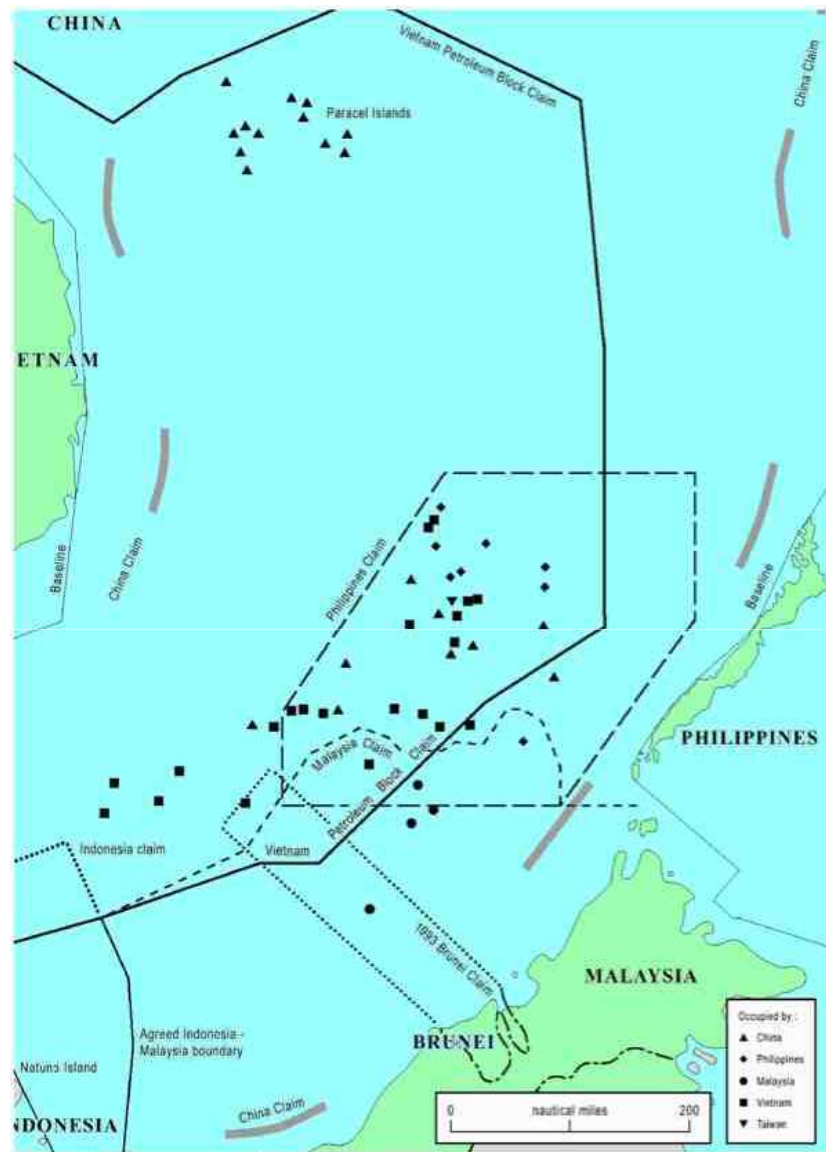 CHINA
Vietnam Petroleum Block Claim
China Claim
Paracel Islands
ETNAM
Baseline
China Claim
Philippines Claim
Baseline
PHILIPPINES
Malaysia Claim
Petroleum Block Claim
Vietnam
Indonesia claim
1993 Brunei Claim
MALAYSIA
Agreed Indonesia -
Malaysia boundary
BRUNEI
Natuna Island
NDONESIA
China Claim
0 nautical miles 200
Occupied by :
China
Philippines
Malaysia
Vietnam
Taiwan